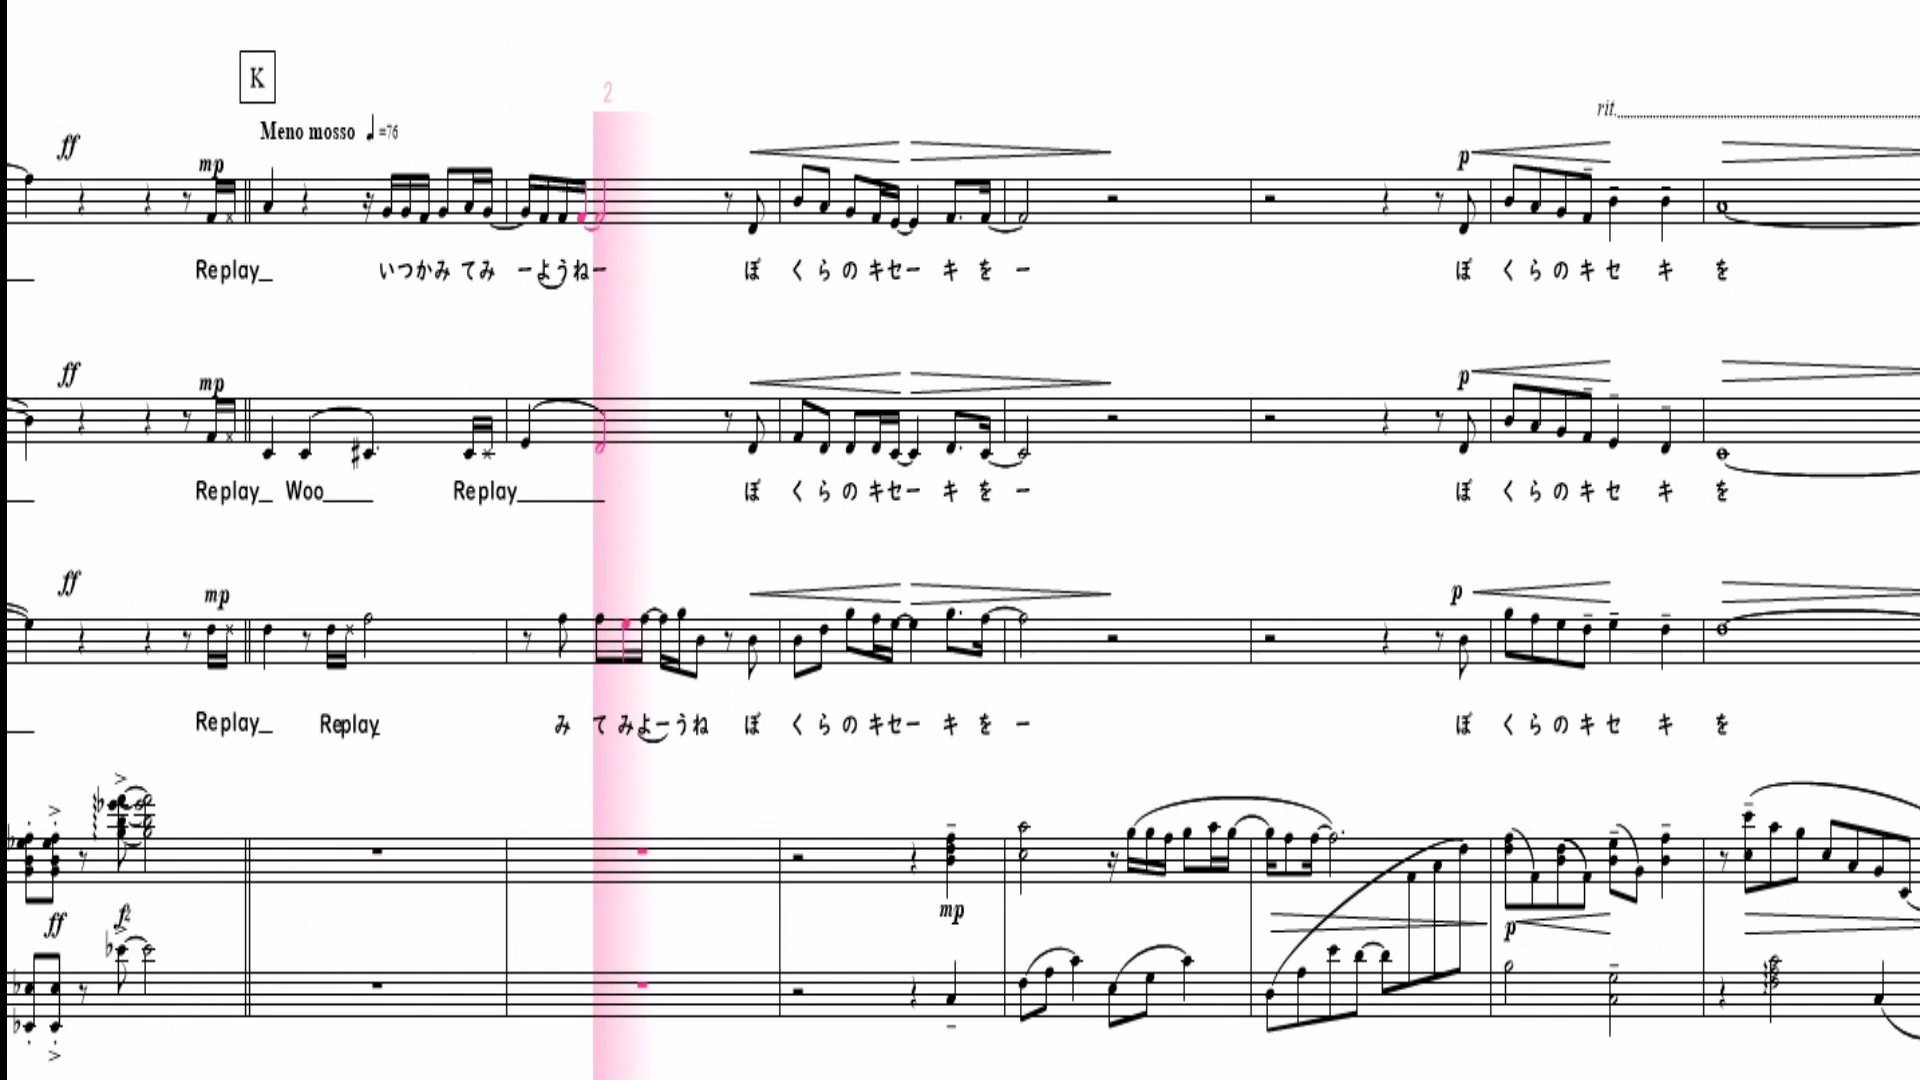 K
2
rit.
Meno mosso ♩=76
ff
mp
p
Replay_ いつかみ てみ ーようねー ぼ くらの キセー キ を ー ぼ くらの キ セ キ を
ff
mp
p
Replay_ Woo____ Replay________ ぼ くらの キセー キ を ー ぼ くらの キ セ キ を
ff
mp
p
Replay_ Replay み て みよーうね ぼ くらの キセー キ を ー ぼ くらの キ セ キ を
mp
ff
p